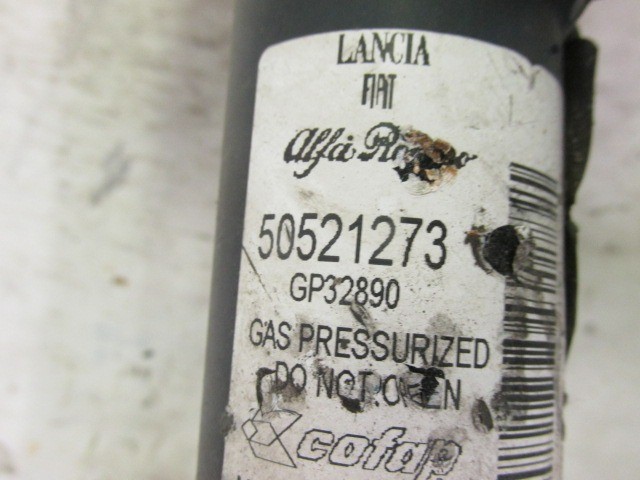 LANCIA
FIAT
Alfa Romeo
50521273
GP32890
GAS PRESSURIZED
DO NOT OPEN
cofap